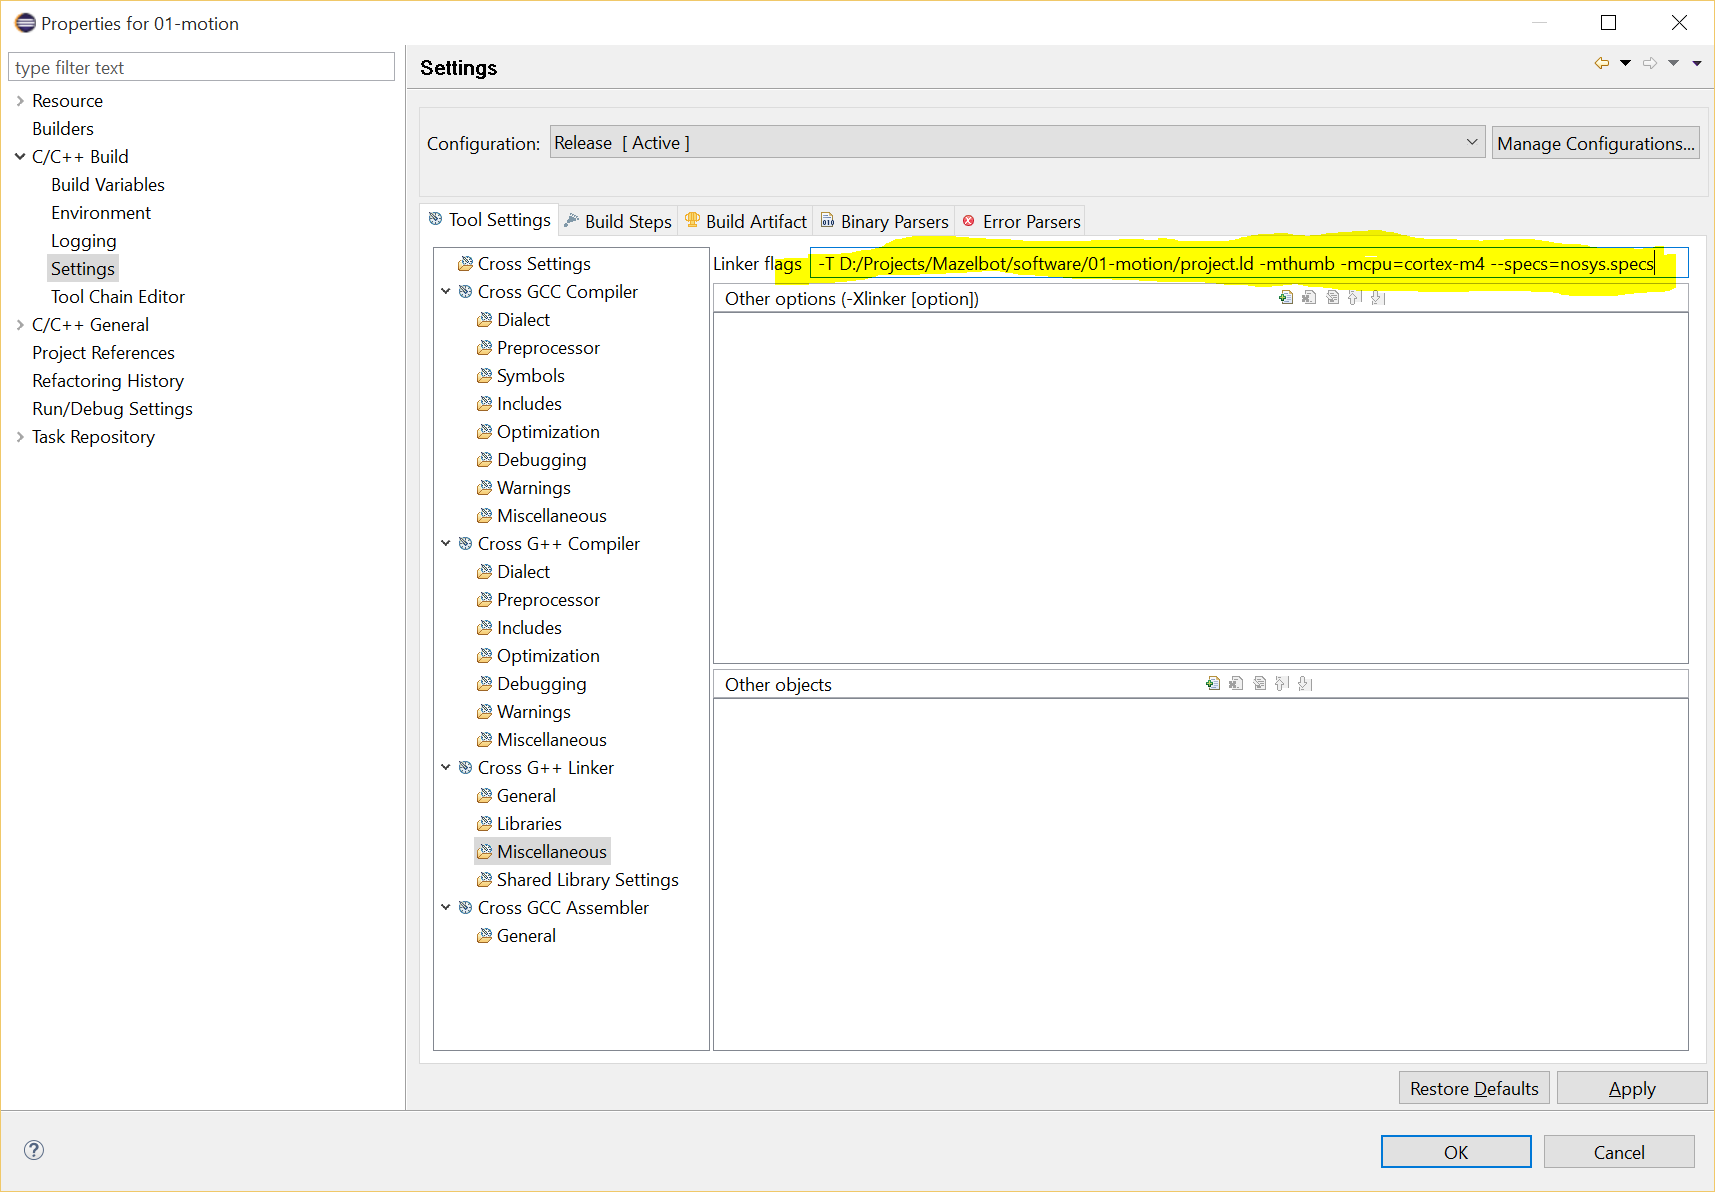 Properties for 01-motion
type filter text
Resource
Builders
C/C++ Build
Build Variables
Environment
Logging
Settings
Tool Chain Editor
C/C++ General
Project References
Refactoring History
Run/Debug Settings
Task Repository
Settings
Configuration: Release [ Active ] Manage Configurations...
Tool Settings Build Steps Build Artifact Binary Parsers Error Parsers
Cross Settings
Cross GCC Compiler
Dialect
Preprocessor
Symbols
Includes
Optimization
Debugging
Warnings
Miscellaneous
Cross G++ Compiler
Dialect
Preprocessor
Includes
Optimization
Debugging
Warnings
Miscellaneous
Cross G++ Linker
General
Libraries
Miscellaneous
Shared Library Settings
Cross GCC Assembler
General
Linker flags -T D:/Projects/Mazelbot/software/01-motion/project.ld -mthumb -mcpu=cortex-m4 --specs=nosys.specs
Other options (-Xlinker [option])
Other objects
Restore Defaults Apply
OK Cancel